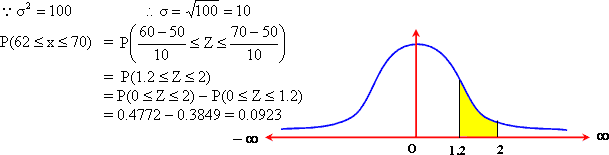 ∵ σ² = 100 ∴ σ = √100 = 10
P(62 ≤ x ≤ 70) = P((60 − 50)/10 ≤ Z ≤ (70 − 50)/10)
= P(1.2 ≤ Z ≤ 2)
= P(0 ≤ Z ≤ 2) − P(0 ≤ Z ≤ 1.2)
= 0.4772 − 0.3849 = 0.0923
−∞ O 1.2 2 ∞